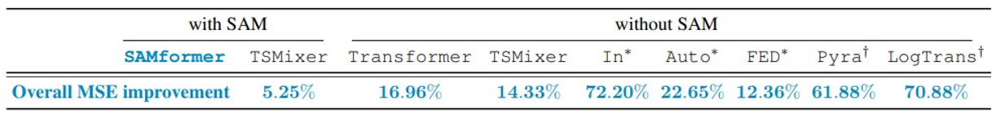 with SAM without SAM
SAMformer TSMixer Transformer TSMixer In* Auto* FED* Pyra† LogTrans†
Overall MSE improvement 5.25% 16.96% 14.33% 72.20% 22.65% 12.36% 61.88% 70.88%